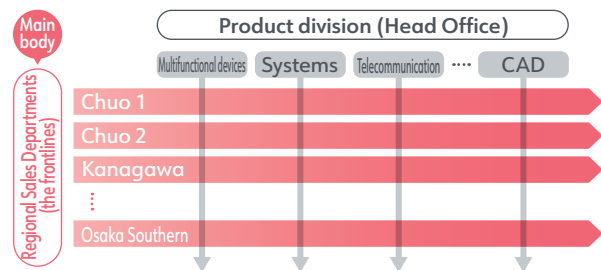 Main
body
Product division (Head Office)
Multifunctional devices Systems Telecommunication ···· CAD
Regional Sales Departments
(the frontlines)
Chuo 1
Chuo 2
Kanagawa
Osaka Southern